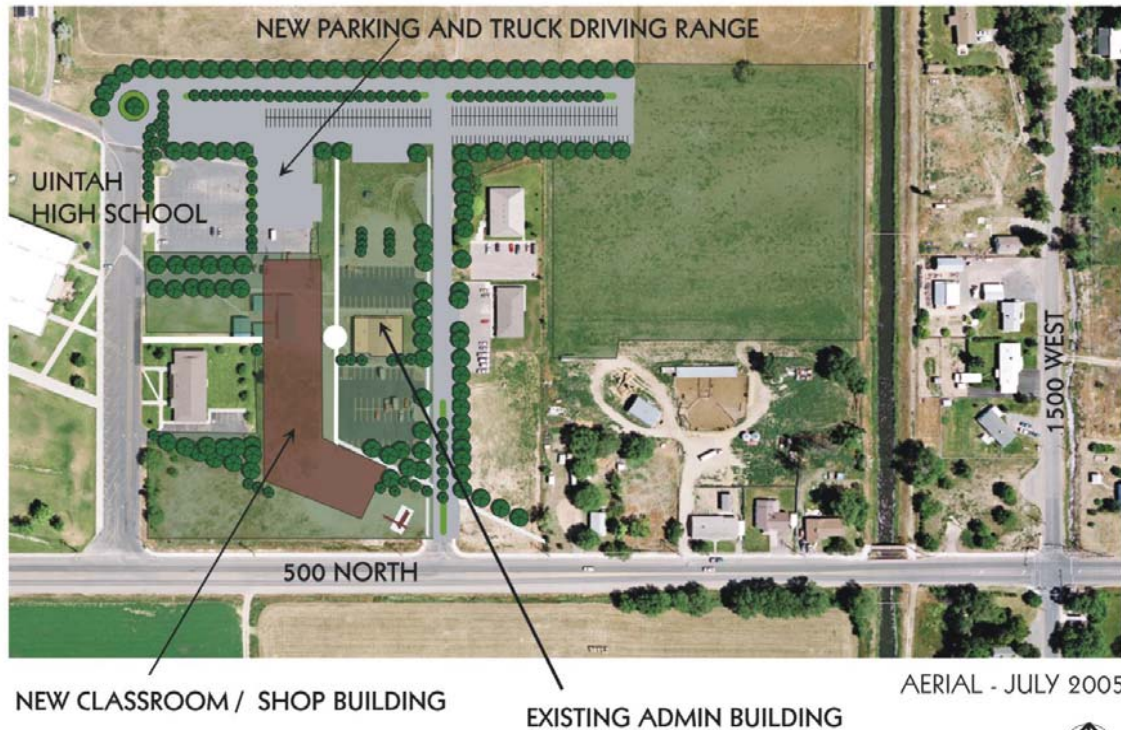 NEW PARKING AND TRUCK DRIVING RANGE
UINTAH
HIGH SCHOOL
1500 WEST
500 NORTH
NEW CLASSROOM / SHOP BUILDING
EXISTING ADMIN BUILDING
AERIAL - JULY 2005